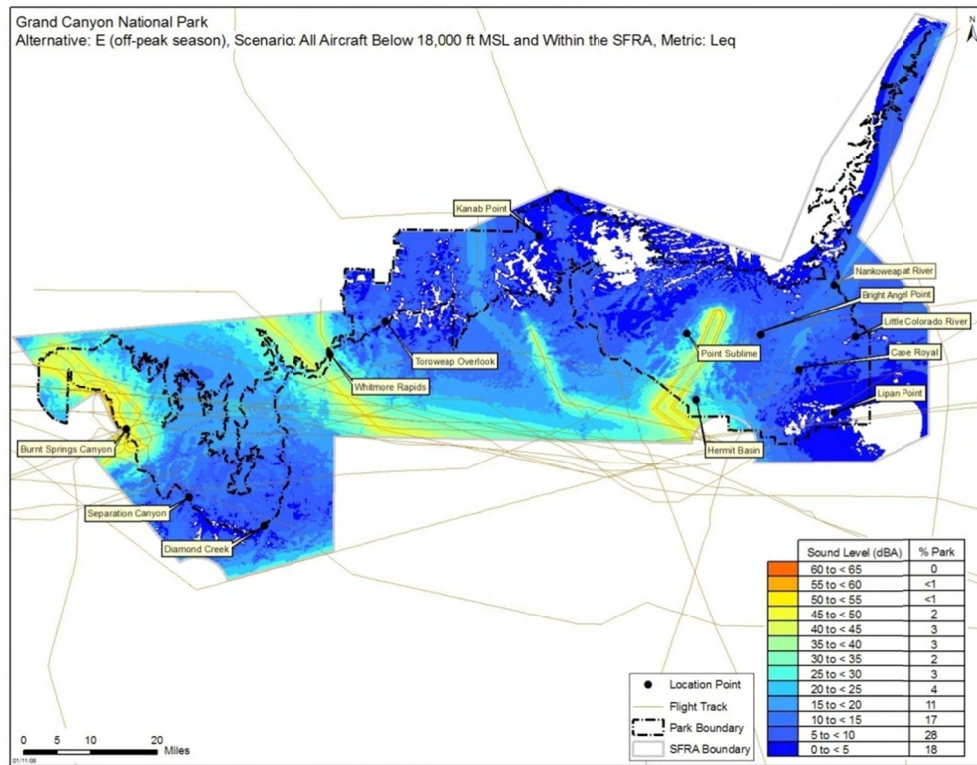 Grand Canyon National Park
Alternative: E (off-peak season), Scenario: All Aircraft Below 18,000 ft MSL and Within the SFRA, Metric: Leq
N
Kanab Point
Nankoweapat River
Bright Angrl Point
Little Colorado River
Point Sublime
Toroweap Overlook
Caoe Royal
Whitmore Rapids
Lipan Point
Burnt Springs Canyon
Hermit Basin
Separation Canyon
Diamond Creek
Sound Level (dBA) % Park
60 to < 65 0
55 to < 60 <1
50 to < 55 <1
45 to < 50 2
40 to < 45 3
35 to < 40 3
30 to < 35 2
25 to < 30 3
20 to < 25 4
15 to < 20 11
10 to < 15 17
5 to < 10 28
0 to < 5 18
Location Point
Flight Track
Park Boundary
SFRA Boundary
0 5 10 20
Miles
01/11/08